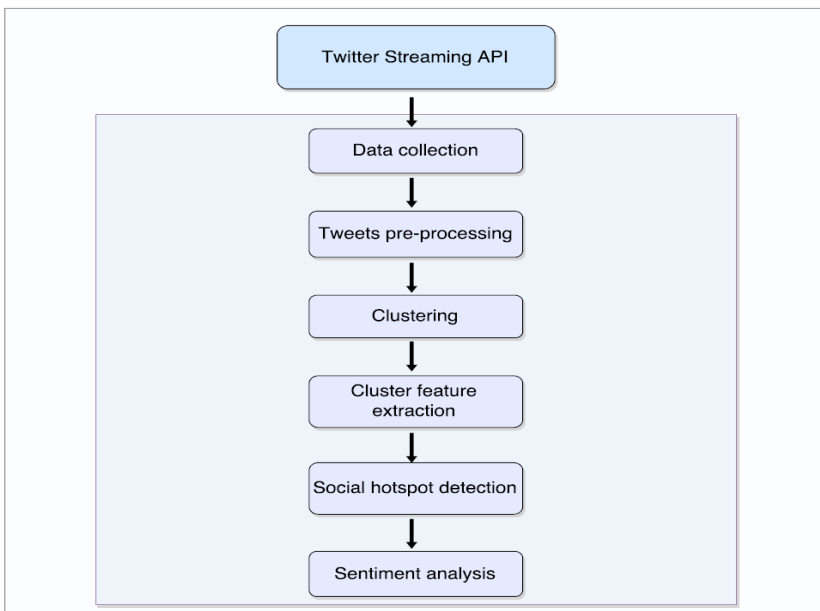 Twitter Streaming API
Data collection
Tweets pre-processing
Clustering
Cluster feature
extraction
Social hotspot detection
Sentiment analysis